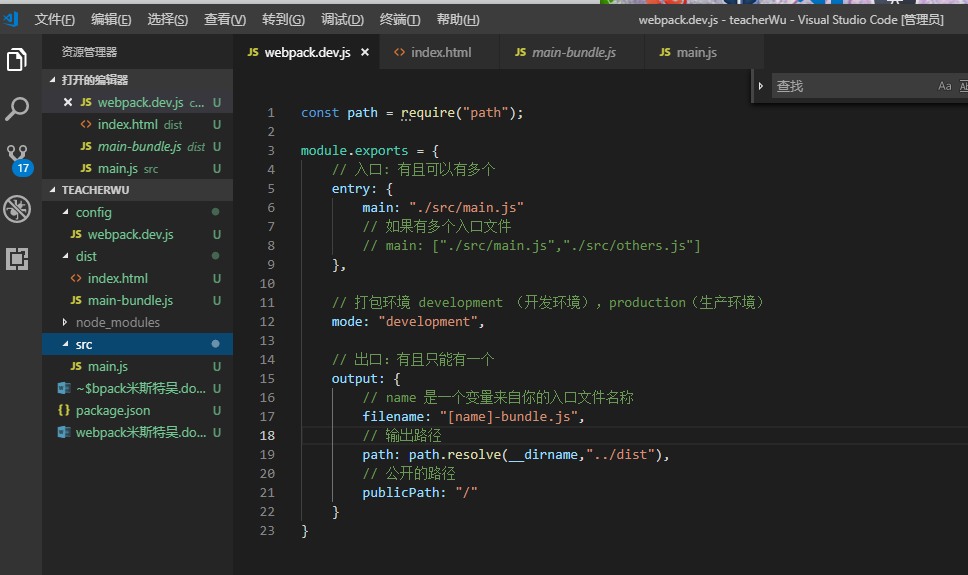 文件(F) 编辑(E) 选择(S) 查看(V) 转到(G) 调试(D) 终端(T) 帮助(H) webpack.dev.js - teacherWu - Visual Studio Code [管理员]
资源管理器
打开的编辑器
JS webpack.dev.js c... U
<> index.html dist U
JS main-bundle.js dist U
JS main.js src U
17
TEACHERWU
config
JS webpack.dev.js U
dist
<> index.html U
JS main-bundle.js U
node_modules
src
JS main.js U
~$bpack米斯特吴.do... U
{} package.json U
webpack米斯特吴.do... U
JS webpack.dev.js × <> index.html JS main-bundle.js JS main.js
查找 Aa Ab
1 const path = require("path");
2
3 module.exports = {
4 // 入口: 有且可以有多个
5 entry: {
6 main: "./src/main.js"
7 // 如果有多个入口文件
8 // main: ["./src/main.js","./src/others.js"]
9 },
10
11 // 打包环境 development （开发环境）, production（生产环境）
12 mode: "development",
13
14 // 出口: 有且只能有一个
15 output: {
16 // name 是一个变量来自你的入口文件名称
17 filename: "[name]-bundle.js",
18 // 输出路径
19 path: path.resolve(__dirname,"../dist"),
20 // 公开的路径
21 publicPath: "/"
22 }
23 }